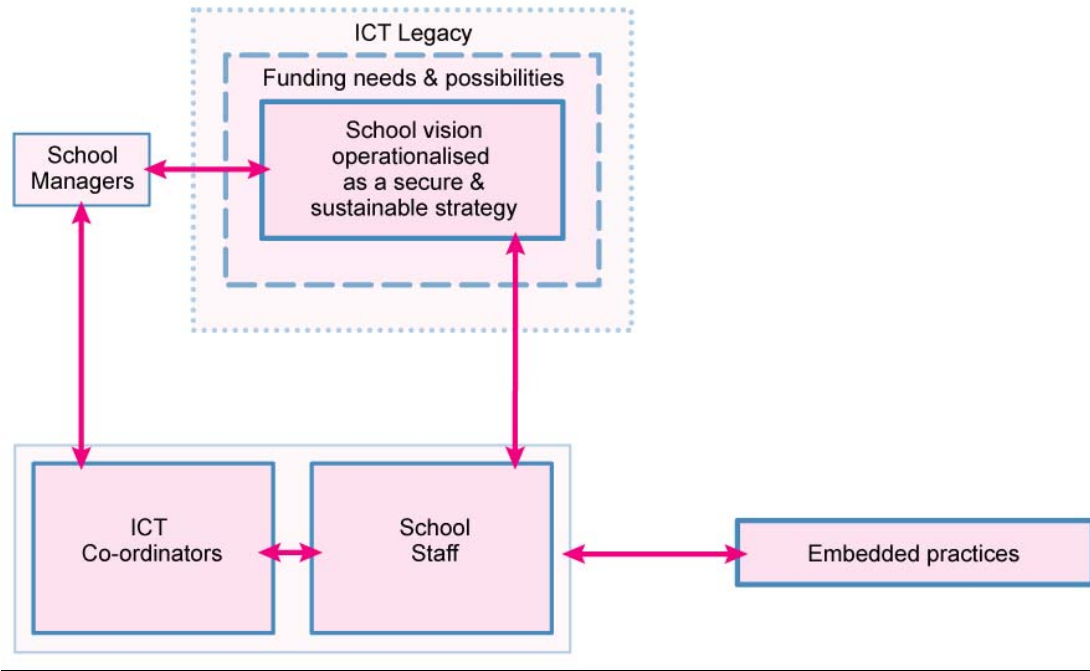 ICT Legacy
Funding needs & possibilities
School vision
operationalised
as a secure &
sustainable strategy
School
Managers
ICT
Co-ordinators
School
Staff
Embedded practices